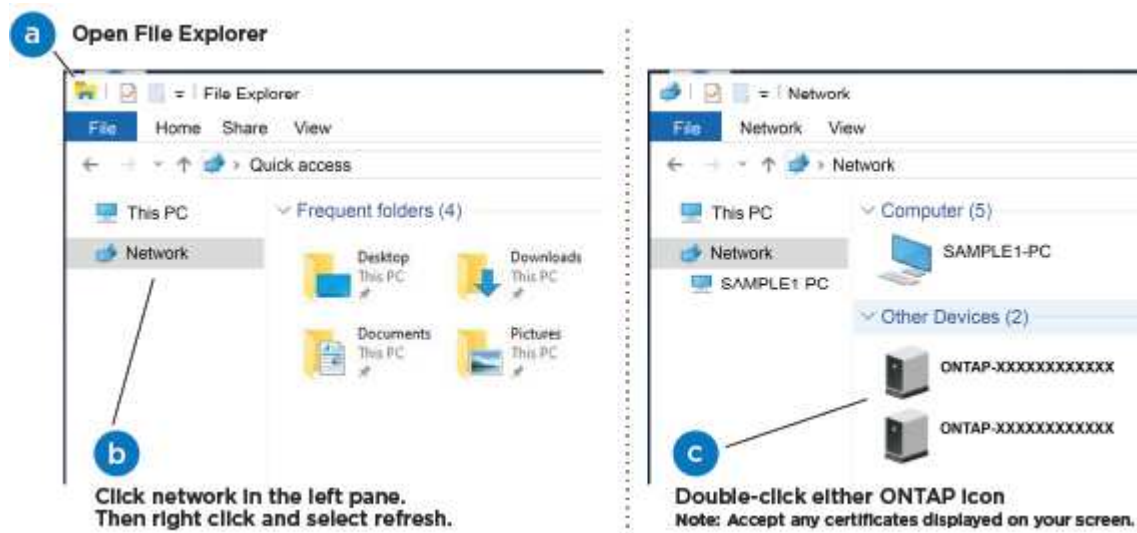 a Open File Explorer
File Explorer
File Home Share View
Quick access
This PC
Network
Frequent folders (4)
Desktop
This PC
Downloads
This PC
Documents
This PC
Pictures
This PC
b
Click network in the left pane.
Then right click and select refresh.
Network
File Network View
Network
This PC
Network
SAMPLE1 PC
Computer (5)
SAMPLE1-PC
Other Devices (2)
ONTAP-XXXXXXXXXXXX
ONTAP-XXXXXXXXXXXX
c
Double-click either ONTAP icon
Note: Accept any certificates displayed on your screen.